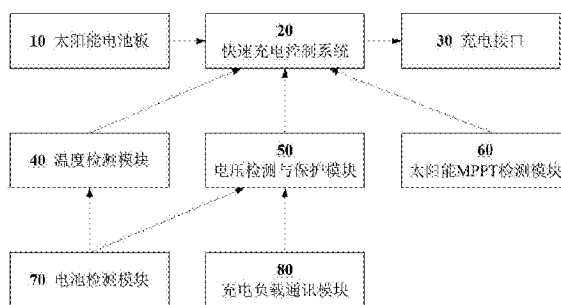 10 太阳能电池板
20
快速充电控制系统
30 充电接口
40 温度检测模块
50
电压检测与保护模块
60
太阳能MPPT检测模块
70 电池检测模块
80
充电负载通讯模块